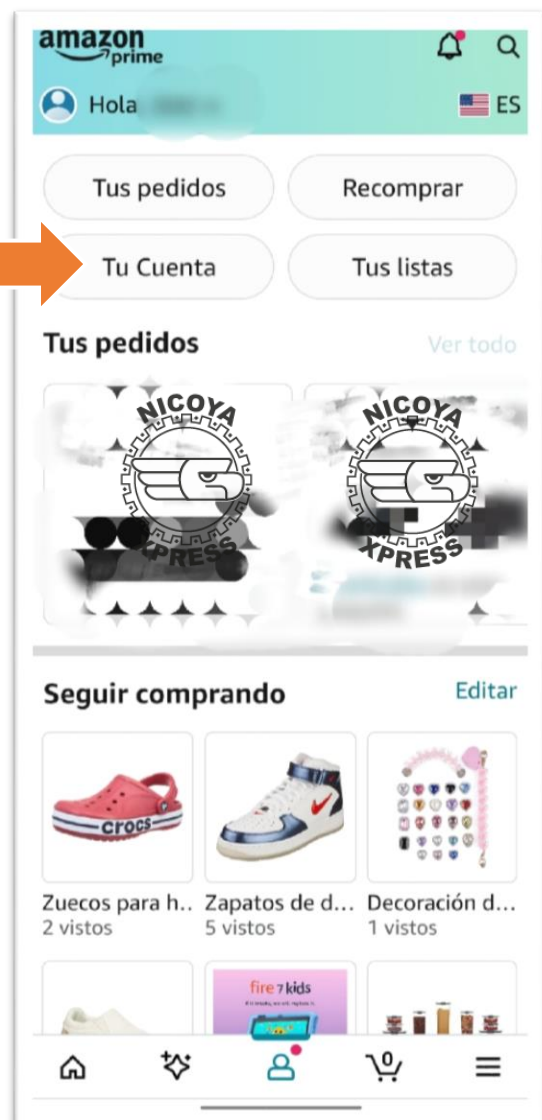 amazon
prime
Hola
ES
Tus pedidos
Recomprar
Tu Cuenta
Tus listas
Tus pedidos
Ver todo
NICOYA
XPRESS
NICOYA
XPRESS
Seguir comprando
Editar
crocs
Zuecos para h..
2 vistos
Zapatos de d...
5 vistos
Decoración d...
1 vistos
fire 7 kids
0